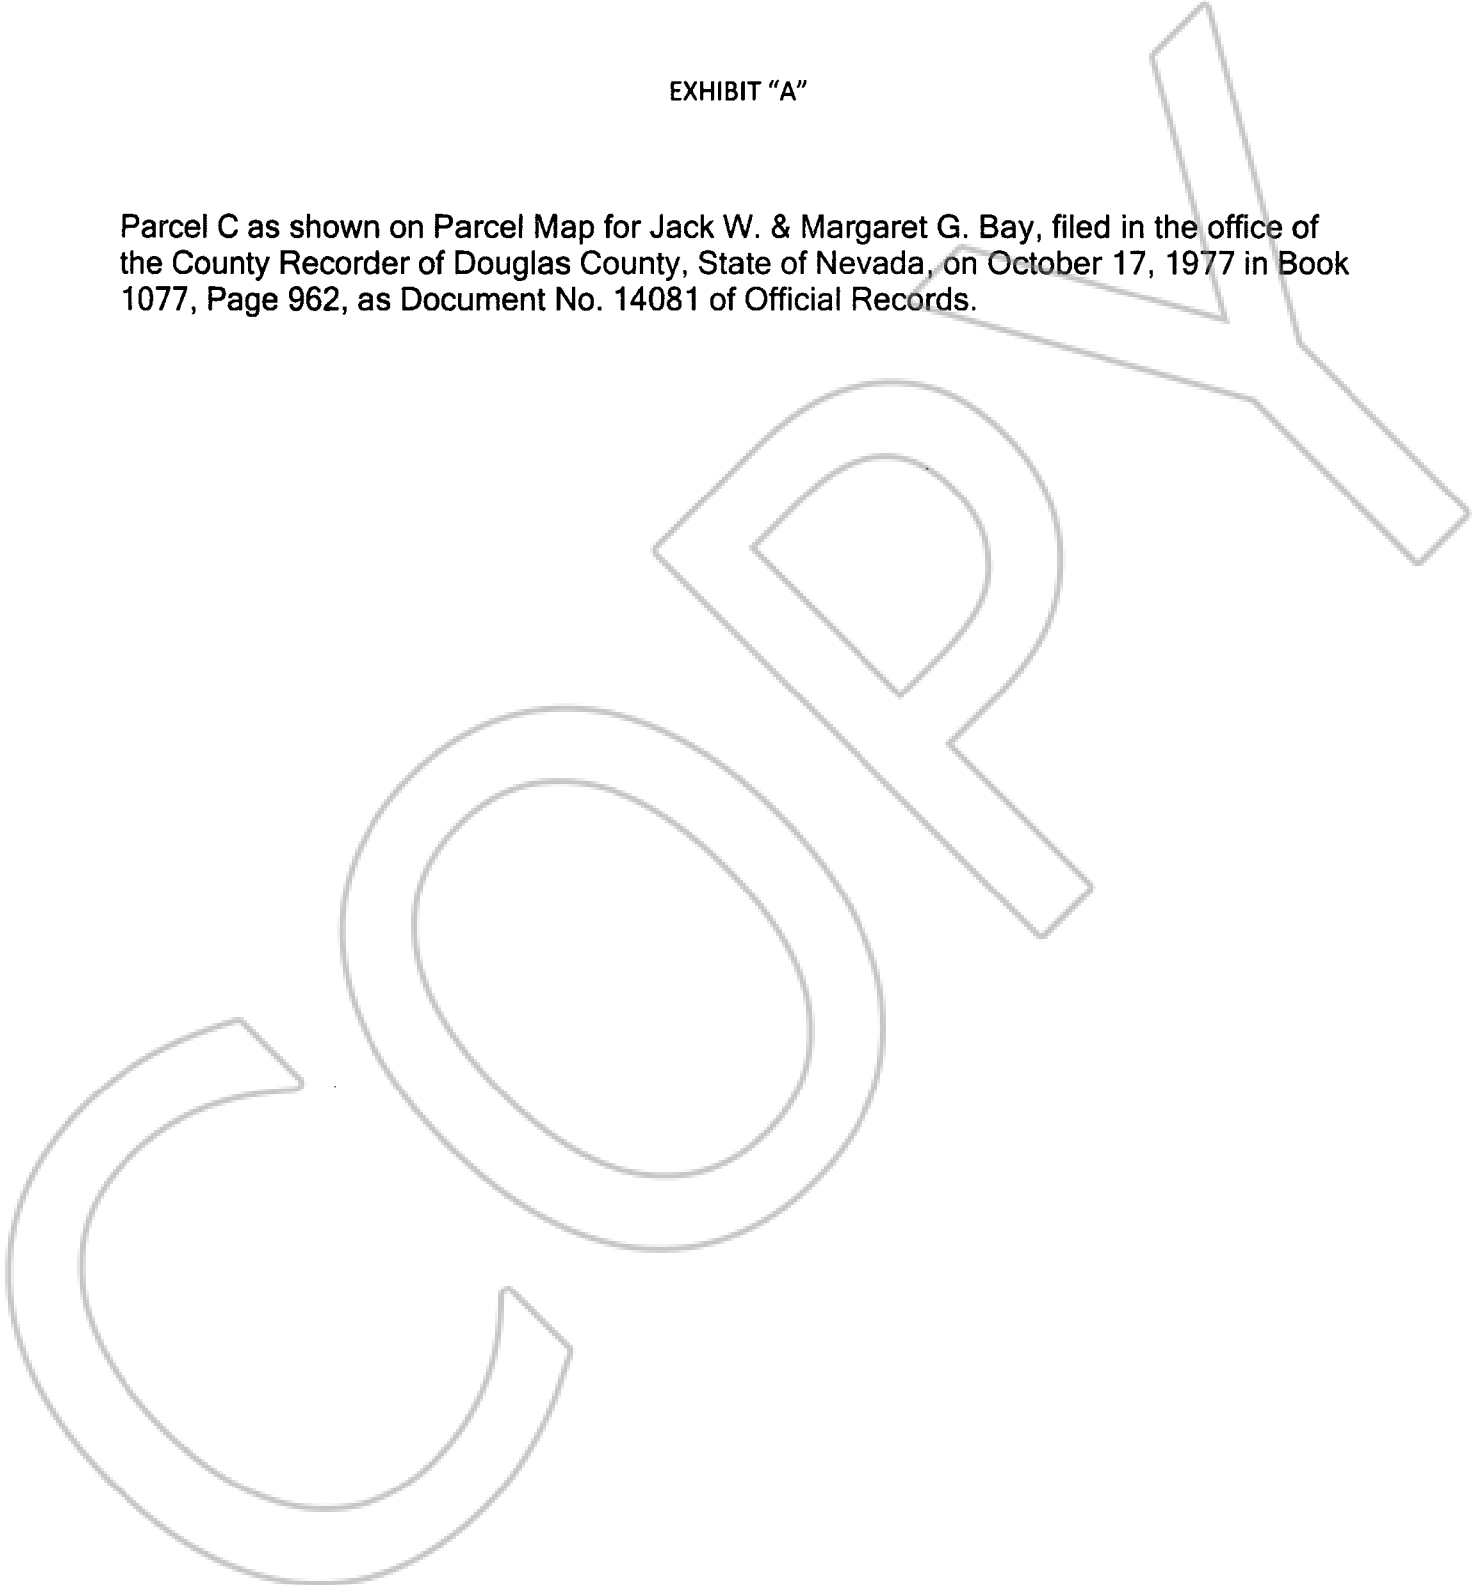 EXHIBIT “A”
Parcel C as shown on Parcel Map for Jack W. & Margaret G. Bay, filed in the office of
the County Recorder of Douglas County, State of Nevada, on October 17, 1977 in Book
1077, Page 962, as Document No. 14081 of Official Records.
COPY